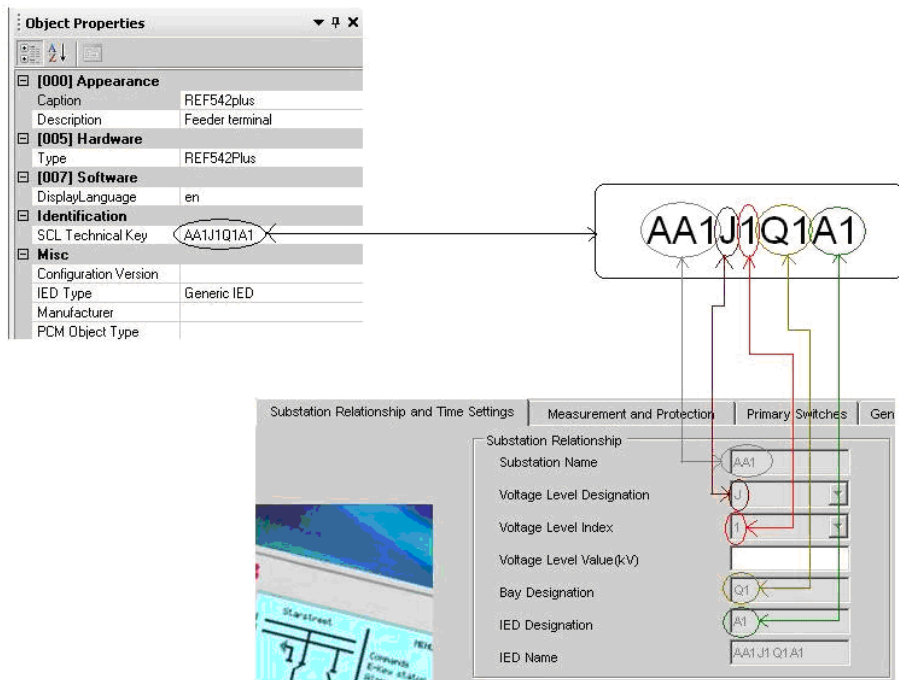 Object Properties
[000] Appearance
Caption REF542plus
Description Feeder terminal
[005] Hardware
Type REF542Plus
[007] Software
DisplayLanguage en
Identification
SCL Technical Key AA1J1Q1A1
Misc
Configuration Version
IED Type Generic IED
Manufacturer
PCM Object Type
AA1J1Q1A1
Substation Relationship and Time Settings Measurement and Protection Primary Switches Gen
Substation Relationship
Substation Name AA1
Voltage Level Designation J
Voltage Level Index 1
Voltage Level Value(kV)
Bay Designation Q1
IED Designation A1
IED Name AA1J1Q1A1
Starstreet
Commands